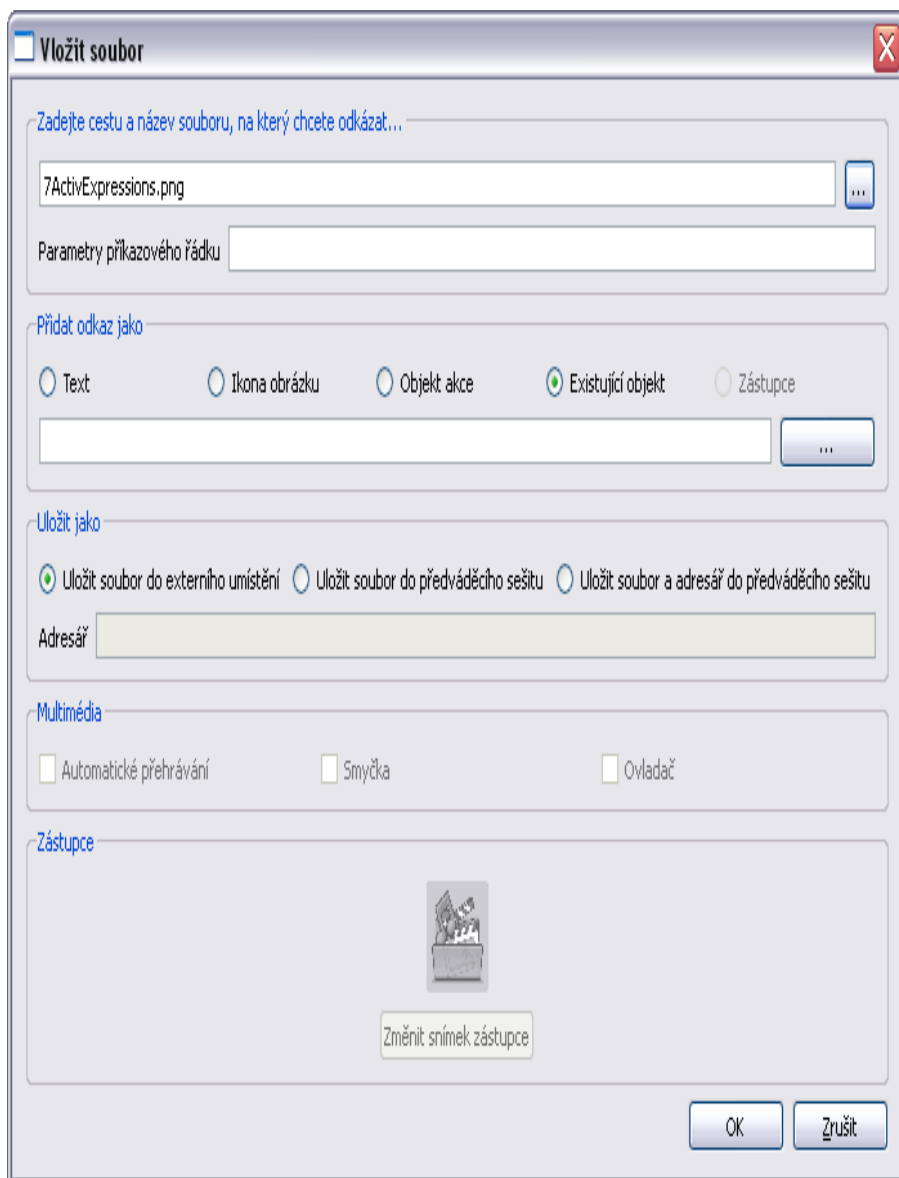 Vložit soubor
Zadejte cestu a název souboru, na který chcete odkázat...
7ActivExpressions.png
...
Parametry příkazového řádku
Přidat odkaz jako
Text Ikona obrázku Objekt akce Existující objekt Zástupce
...
Uložit jako
Uložit soubor do externího umístění Uložit soubor do předváděcího sešitu Uložit soubor a adresář do předváděcího sešitu
Adresář
Multimédia
Automatické přehrávání Smyčka Ovladač
Zástupce
Změnit snímek zástupce
OK Zrušit